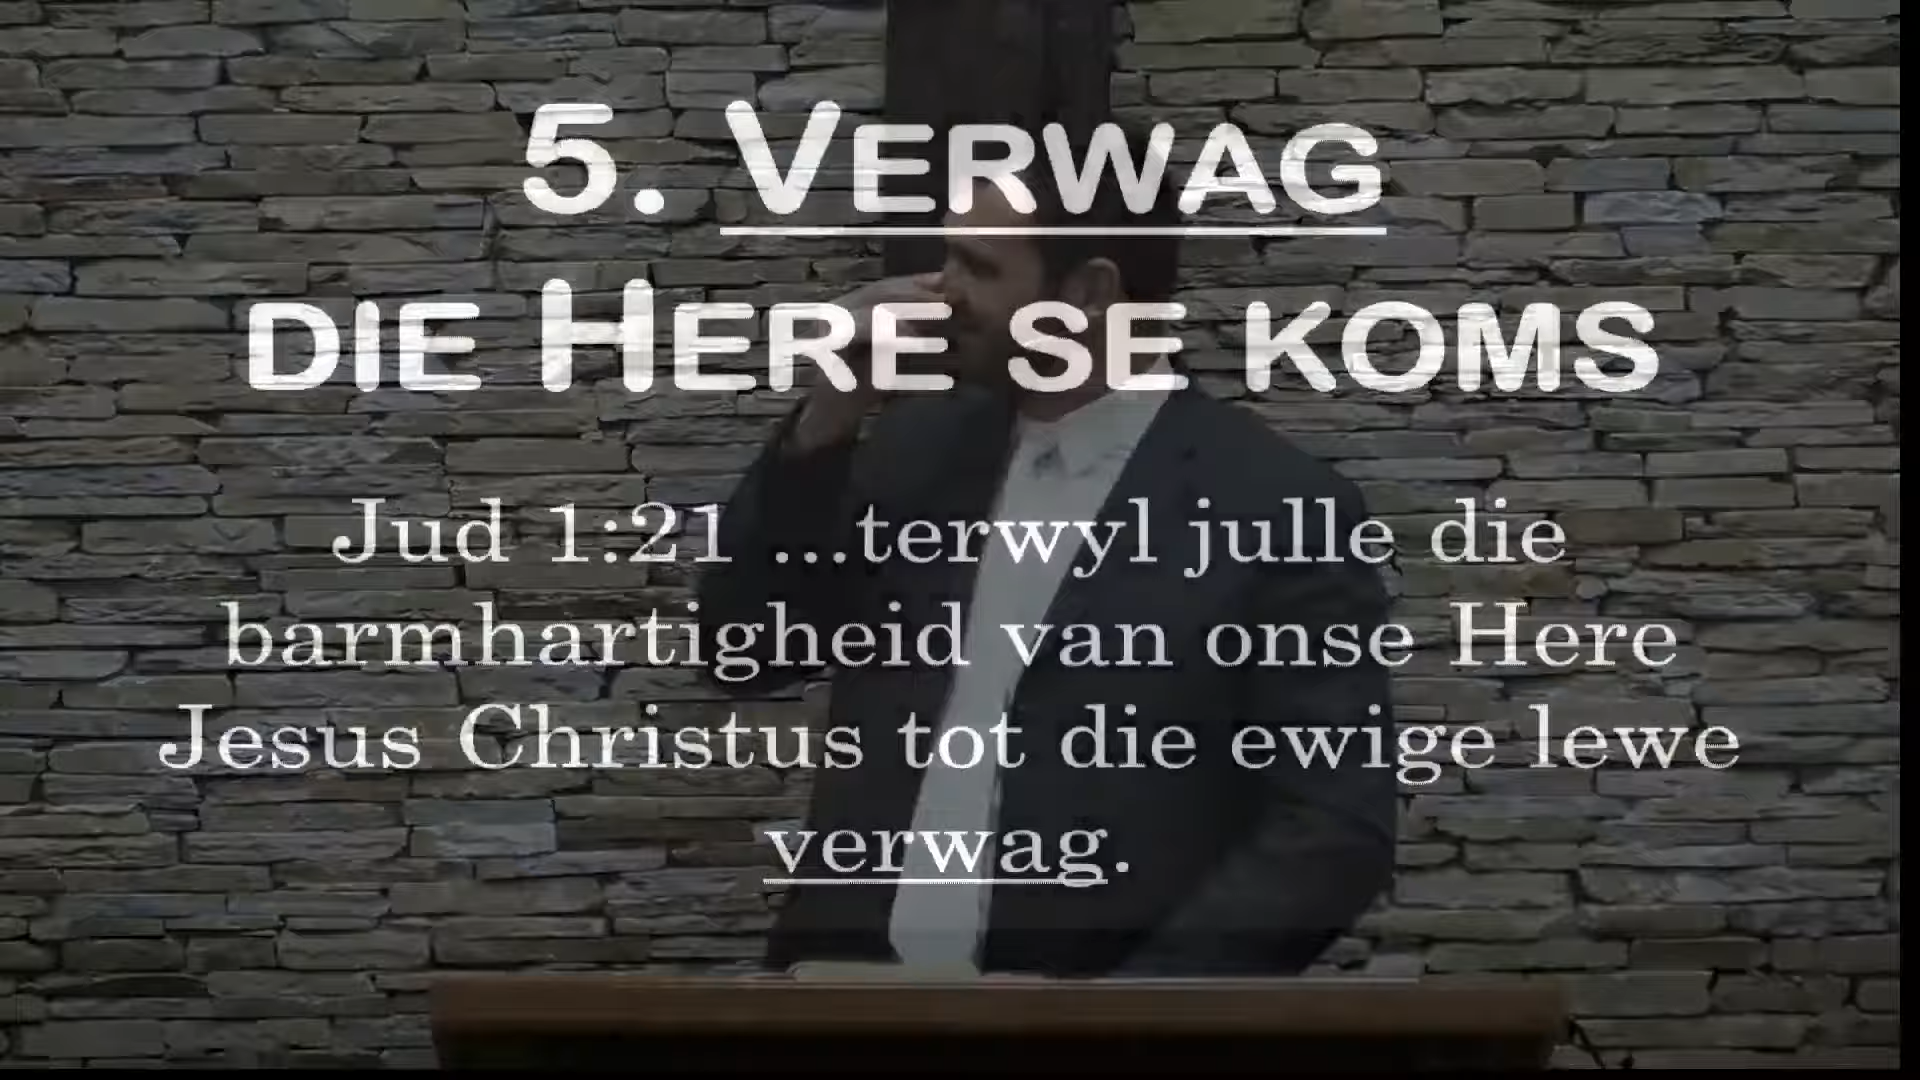 5. VERWAG
DIE HERE SE KOMS
Jud 1:21 ...terwyl julle die
barmhartigheid van onse Here
Jesus Christus tot die ewige lewe
verwag.